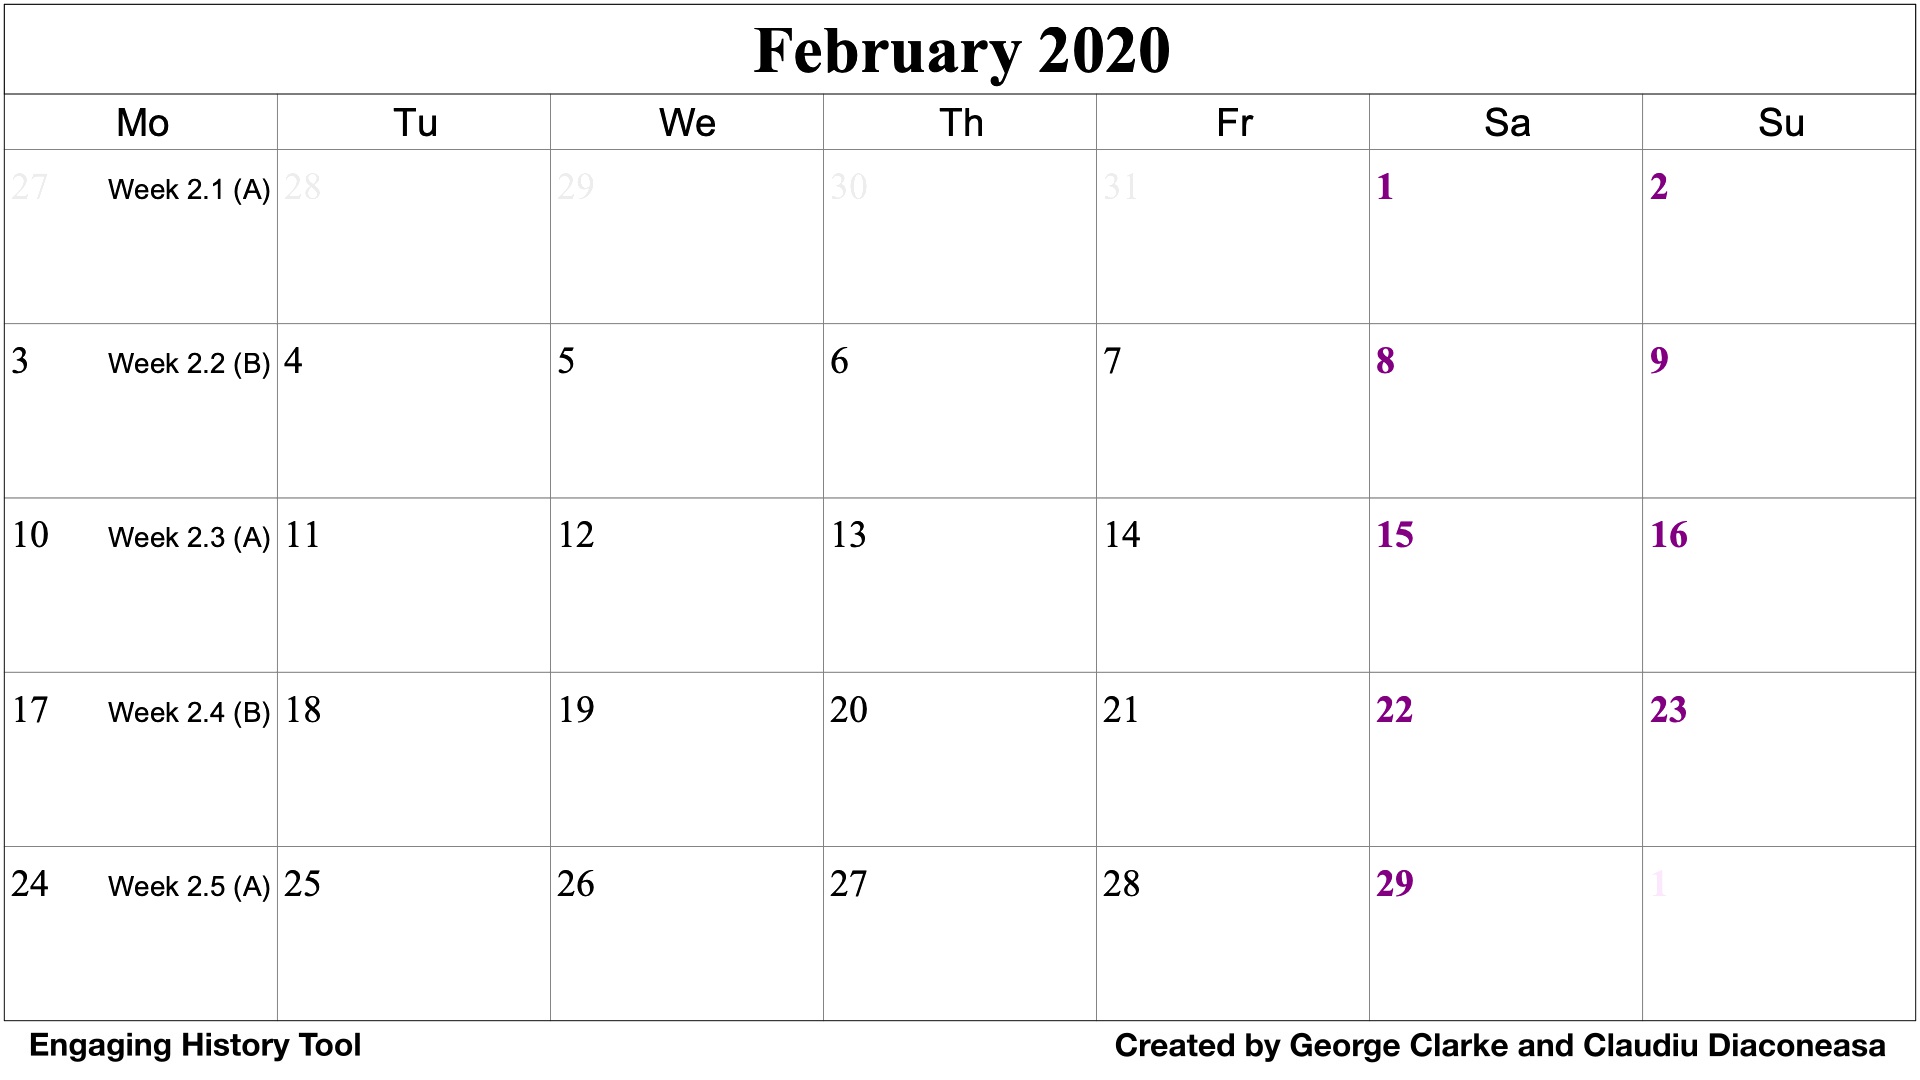 February 2020
Mo Tu We Th Fr Sa Su
27 Week 2.1 (A) 28 29 30 31 1 2
3 Week 2.2 (B) 4 5 6 7 8 9
10 Week 2.3 (A) 11 12 13 14 15 16
17 Week 2.4 (B) 18 19 20 21 22 23
24 Week 2.5 (A) 25 26 27 28 29 1
Engaging History Tool Created by George Clarke and Claudiu Diaconeasa